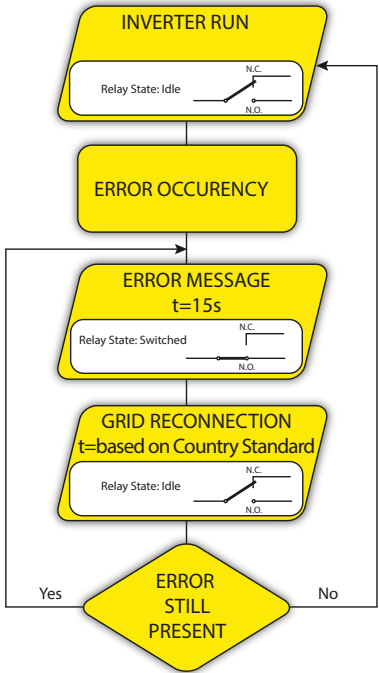 INVERTER RUN
N.C.
Relay State: Idle
N.O.
ERROR OCCURENCY
ERROR MESSAGE
t=15s
N.C.
Relay State: Switched
N.O.
GRID RECONNECTION
t=based on Country Standard
N.C.
Relay State: Idle
N.O.
ERROR
STILL
PRESENT
Yes
No